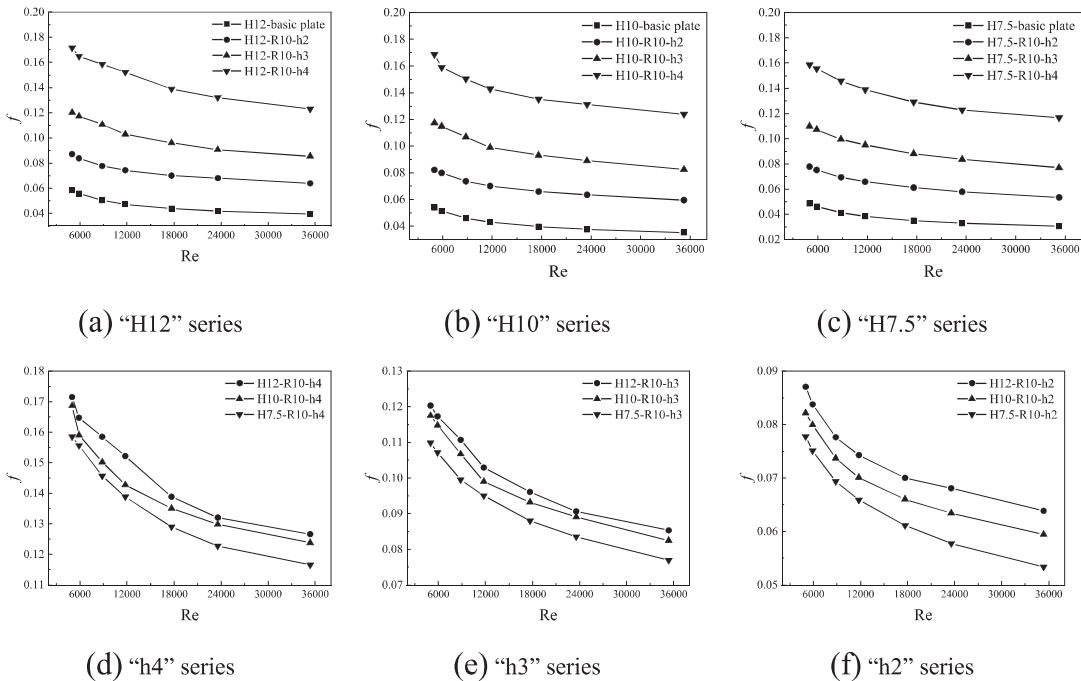 0.20
0.18
0.16
0.14
0.12
0.10
0.08
0.06
0.04
f
H12-basic plate
H12-R10-h2
H12-R10-h3
H12-R10-h4
6000 12000 18000 24000 30000 36000
Re
(a) “H12” series
0.20
0.18
0.16
0.14
0.12
0.10
0.08
0.06
0.04
f
H10-basic plate
H10-R10-h2
H10-R10-h3
H10-R10-h4
6000 12000 18000 24000 30000 36000
Re
(b) “H10” series
0.20
0.18
0.16
0.14
0.12
0.10
0.08
0.06
0.04
0.02
f
H7.5-basic plate
H7.5-R10-h2
H7.5-R10-h3
H7.5-R10-h4
6000 12000 18000 24000 30000 36000
Re
(c) “H7.5” series
0.18
0.17
0.16
0.15
0.14
0.13
0.12
0.11
f
H12-R10-h4
H10-R10-h4
H7.5-R10-h4
6000 12000 18000 24000 30000 36000
Re
(d) “h4” series
0.13
0.12
0.11
0.10
0.09
0.08
0.07
f
H12-R10-h3
H10-R10-h3
H7.5-R10-h3
6000 12000 18000 24000 30000 36000
Re
(e) “h3” series
0.09
0.08
0.07
0.06
0.05
f
H12-R10-h2
H10-R10-h2
H7.5-R10-h2
6000 12000 18000 24000 30000 36000
Re
(f) “h2” series